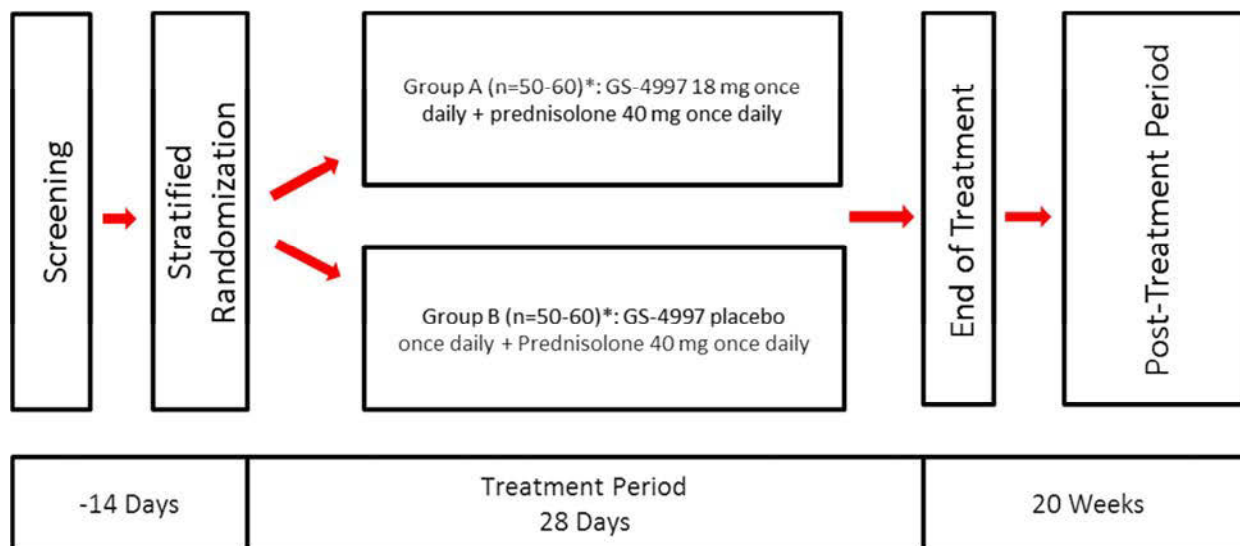 Screening
Stratified
Randomization
Group A (n=50-60)*: GS-4997 18 mg once
daily + prednisolone 40 mg once daily
Group B (n=50-60)*: GS-4997 placebo
once daily + Prednisolone 40 mg once daily
End of Treatment
Post-Treatment Period
-14 Days
Treatment Period
28 Days
20 Weeks